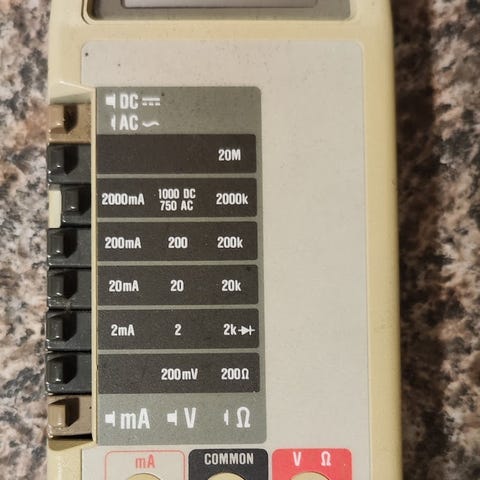 DC ⎓
AC ∼
20M
2000mA 1000 DC 750 AC 2000k
200mA 200 200k
20mA 20 20k
2mA 2 2k
200mV 200Ω
mA V Ω
mA COMMON V Ω